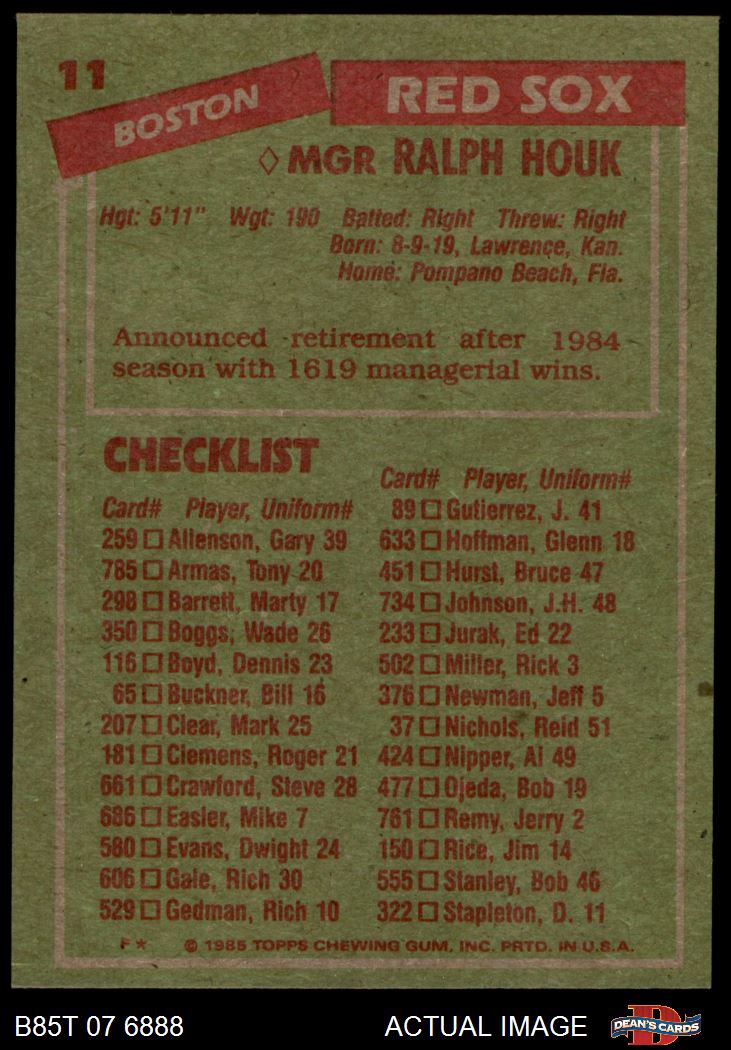 11
BOSTON
RED SOX
◇ MGR RALPH HOUK
Hgt: 5'11" Wgt: 190 Batted: Right Threw: Right
Born: 8-9-19, Lawrence, Kan.
Home: Pompano Beach, Fla.
Announced retirement after 1984
season with 1619 managerial wins.
CHECKLIST
Card# Player, Uniform#
259 □ Allenson, Gary 39
785 □ Armas, Tony 20
298 □ Barrett, Marty 17
350 □ Boggs, Wade 26
116 □ Boyd, Dennis 23
65 □ Buckner, Bill 16
207 □ Clear, Mark 25
181 □ Clemens, Roger 21
661 □ Crawford, Steve 28
686 □ Easler, Mike 7
580 □ Evans, Dwight 24
606 □ Gale, Rich 30
529 □ Gedman, Rich 10
Card# Player, Uniform#
89 □ Gutierrez, J. 41
633 □ Hoffman, Glenn 18
451 □ Hurst, Bruce 47
734 □ Johnson, J.H. 48
233 □ Jurak, Ed 22
502 □ Miller, Rick 3
376 □ Newman, Jeff 5
37 □ Nichols, Reid 51
424 □ Nipper, Al 49
477 □ Ojeda, Bob 19
761 □ Remy, Jerry 2
150 □ Rice, Jim 14
555 □ Stanley, Bob 46
322 □ Stapleton, D. 11
F* © 1985 TOPPS CHEWING GUM, INC. PRTD. IN U.S.A.
B85T 07 6888
ACTUAL IMAGE
D
DEAN'S CARDS